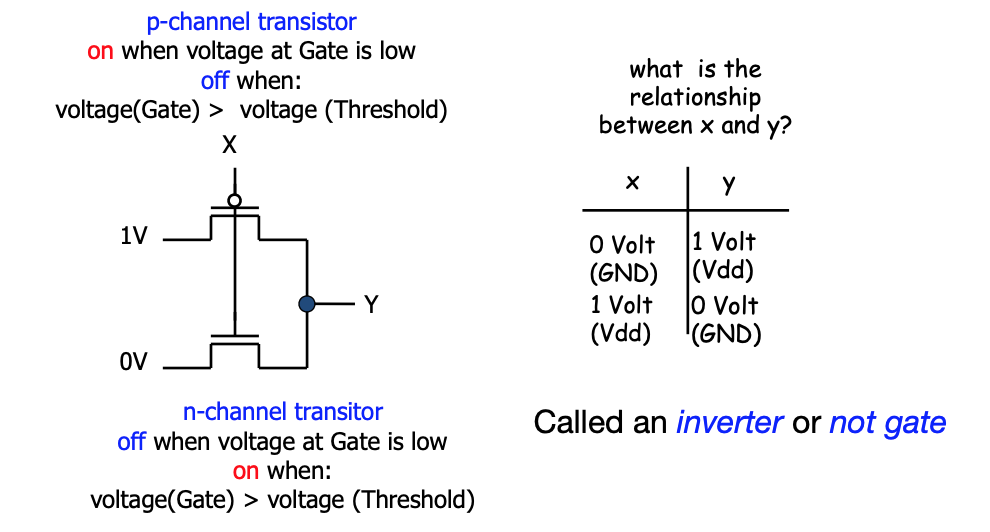 p-channel transistor
on when voltage at Gate is low
off when:
voltage(Gate) > voltage (Threshold)
X
1V
Y
0V
n-channel transitor
off when voltage at Gate is low
on when:
voltage(Gate) > voltage (Threshold)
what is the
relationship
between x and y?
x y
0 Volt 1 Volt
(GND) (Vdd)
1 Volt 0 Volt
(Vdd) (GND)
Called an inverter or not gate